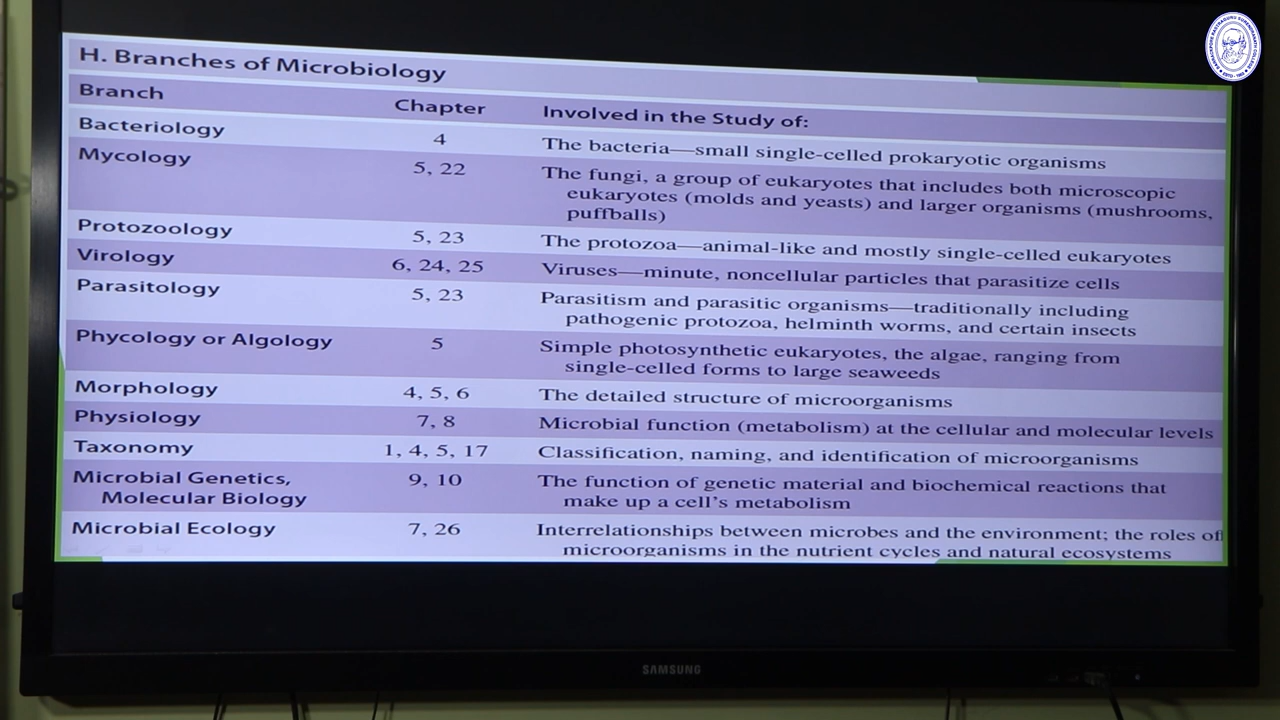 H. Branches of Microbiology
Branch Chapter Involved in the Study of:
Bacteriology 4 The bacteria—small single-celled prokaryotic organisms
Mycology 5, 22 The fungi, a group of eukaryotes that includes both microscopic
eukaryotes (molds and yeasts) and larger organisms (mushrooms,
puffballs)
Protozoology 5, 23 The protozoa—animal-like and mostly single-celled eukaryotes
Virology 6, 24, 25 Viruses—minute, noncellular particles that parasitize cells
Parasitology 5, 23 Parasitism and parasitic organisms—traditionally including
pathogenic protozoa, helminth worms, and certain insects
Phycology or Algology 5 Simple photosynthetic eukaryotes, the algae, ranging from
single-celled forms to large seaweeds
Morphology 4, 5, 6 The detailed structure of microorganisms
Physiology 7, 8 Microbial function (metabolism) at the cellular and molecular levels
Taxonomy 1, 4, 5, 17 Classification, naming, and identification of microorganisms
Microbial Genetics, 9, 10 The function of genetic material and biochemical reactions that
Molecular Biology make up a cell's metabolism
Microbial Ecology 7, 26 Interrelationships between microbes and the environment; the roles of
microorganisms in the nutrient cycles and natural ecosystems
SAMSUNG